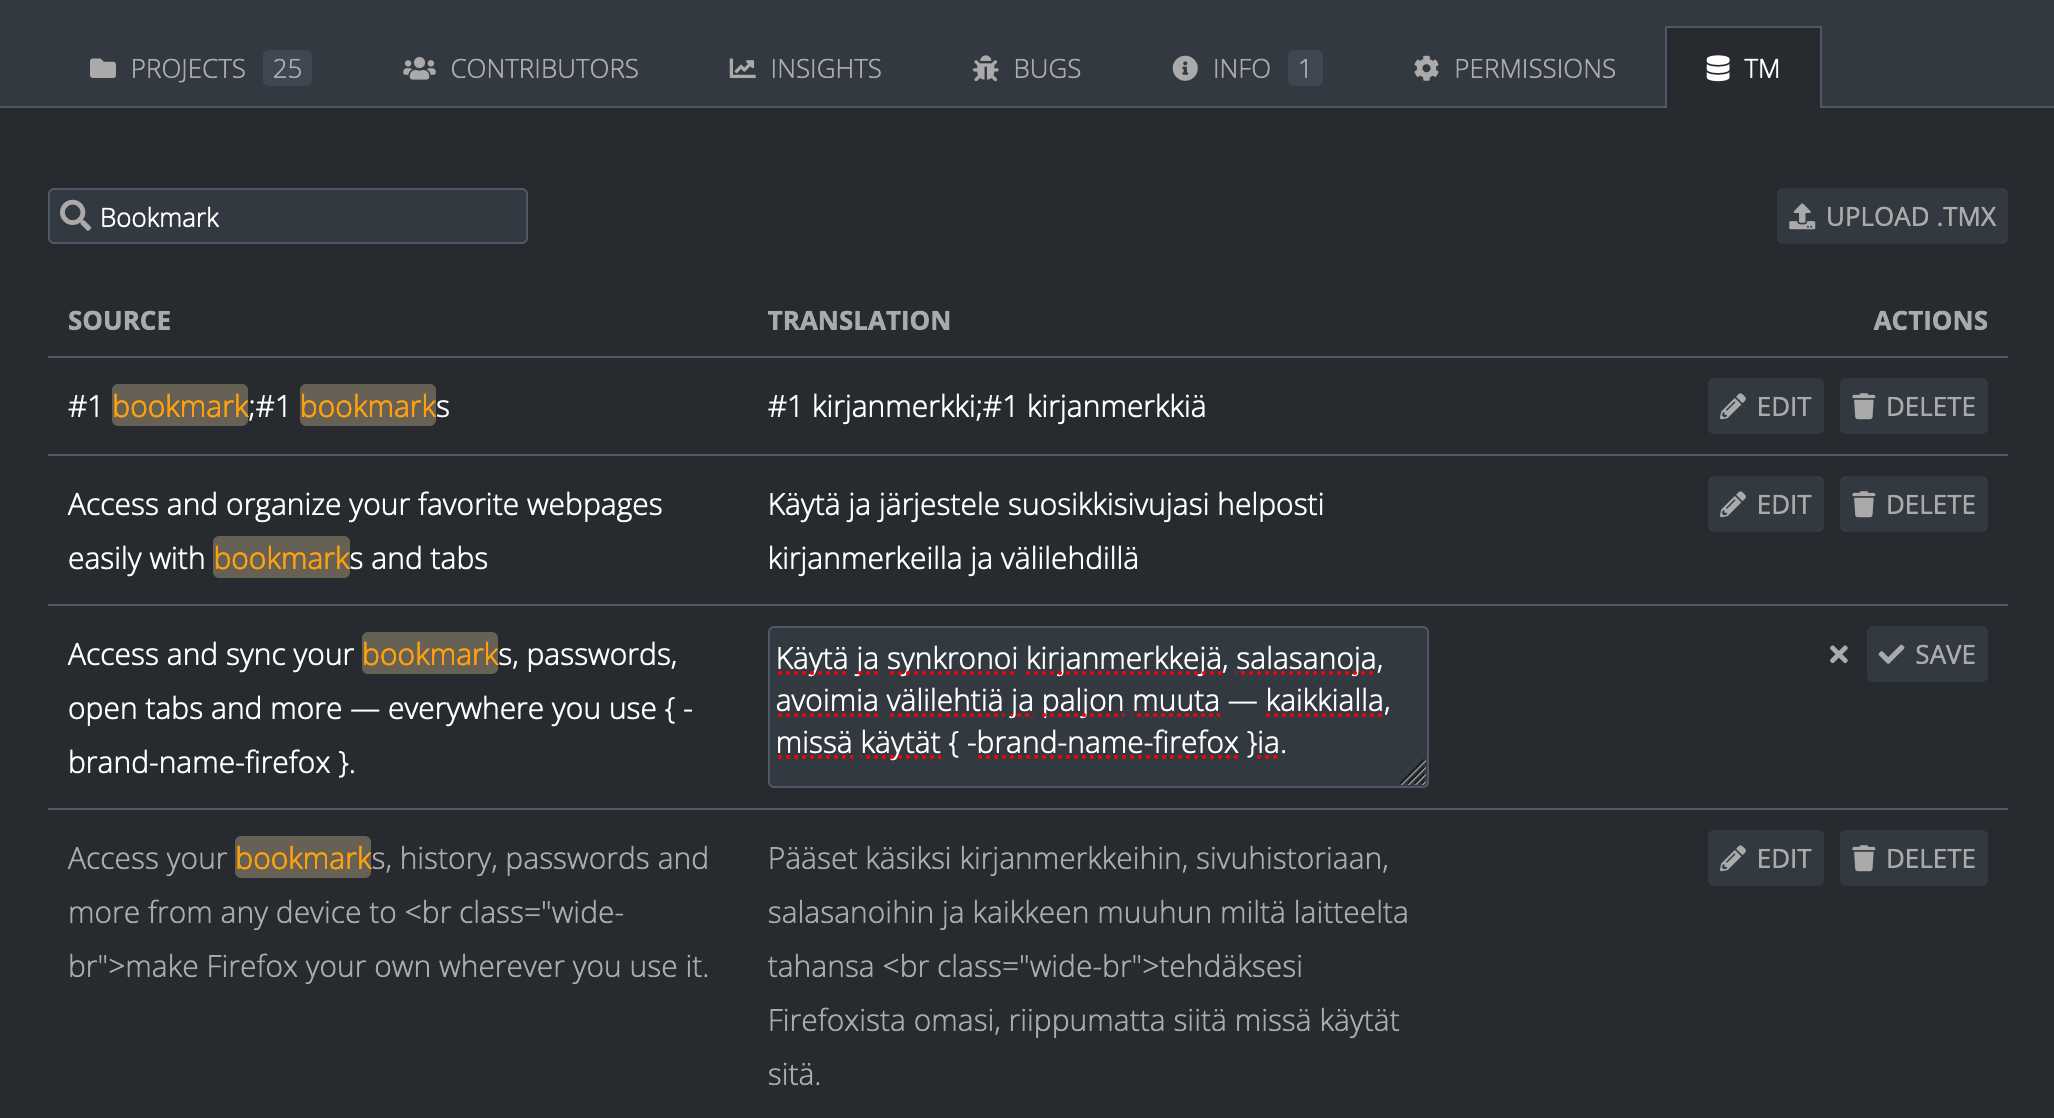 PROJECTS 25 CONTRIBUTORS INSIGHTS BUGS INFO 1 PERMISSIONS TM
Bookmark UPLOAD .TMX
SOURCE TRANSLATION ACTIONS
#1 bookmark;#1 bookmarks #1 kirjanmerkki;#1 kirjanmerkkiä EDIT DELETE
Access and organize your favorite webpages
easily with bookmarks and tabs
Käytä ja järjestele suosikkisivujasi helposti
kirjanmerkeilla ja välilehdillä
EDIT DELETE
Access and sync your bookmarks, passwords,
open tabs and more — everywhere you use { -
brand-name-firefox }.
Käytä ja synkronoi kirjanmerkkejä, salasanoja,
avoimia välilehtiä ja paljon muuta — kaikkialla,
missä käytät { -brand-name-firefox }ia.
SAVE
Access your bookmarks, history, passwords and
more from any device to <br class="wide-
br">make Firefox your own wherever you use it.
Pääset käsiksi kirjanmerkkeihin, sivuhistoriaan,
salasanoihin ja kaikkeen muuhun miltä laitteelta
tahansa <br class="wide-br">tehdäksesi
Firefoxista omasi, riippumatta siitä missä käytät
sitä.
EDIT DELETE